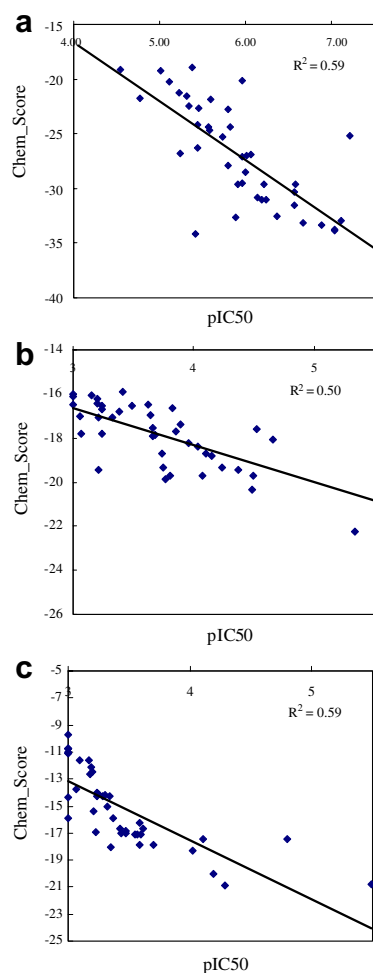 a
-15
4.00 5.00 6.00 7.00
R² = 0.59
-20
-25
-30
-35
-40
Chem_Score
pIC50
b
-14
3 4 5
R² = 0.50
-16
-18
-20
-22
-24
-26
Chem_Score
pIC50
c
-5
3 4 5
-7
R² = 0.59
-9
-11
-13
-15
-17
-19
-21
-23
-25
Chem_Score
pIC50